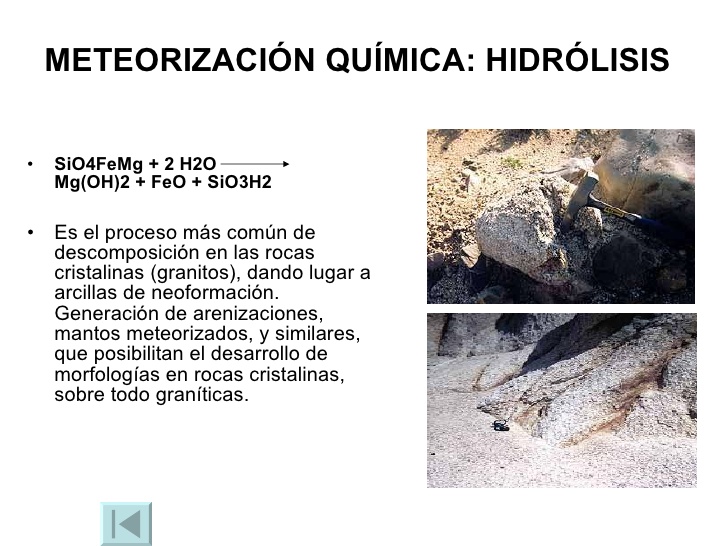 METEORIZACIÓN QUÍMICA: HIDRÓLISIS
• SiO4FeMg + 2 H2O ⟶
Mg(OH)2 + FeO + SiO3H2
• Es el proceso más común de
descomposición en las rocas
cristalinas (granitos), dando lugar a
arcillas de neoformación.
Generación de arenizaciones,
mantos meteorizados, y similares,
que posibilitan el desarrollo de
morfologías en rocas cristalinas,
sobre todo graníticas.